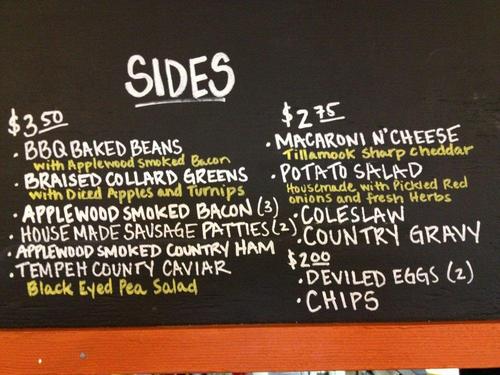 SIDES
$3.50
• BBQ BAKED BEANS
with Applewood Smoked Bacon
• BRAISED COLLARD GREENS
with Diced Apples and Turnips
• APPLEWOOD SMOKED BACON (3)
• HOUSE MADE SAUSAGE PATTIES (2)
• APPLEWOOD SMOKED COUNTRY HAM
• TEMPEH COUNTY CAVIAR
Black Eyed Pea Salad
$2.75
• MACARONI N' CHEESE
Tillamook Sharp Cheddar
• POTATO SALAD
Housemade with Pickled Red
onions and fresh Herbs
• COLESLAW
• COUNTRY GRAVY
$2.00
• DEVILED EGGS (2)
• CHIPS